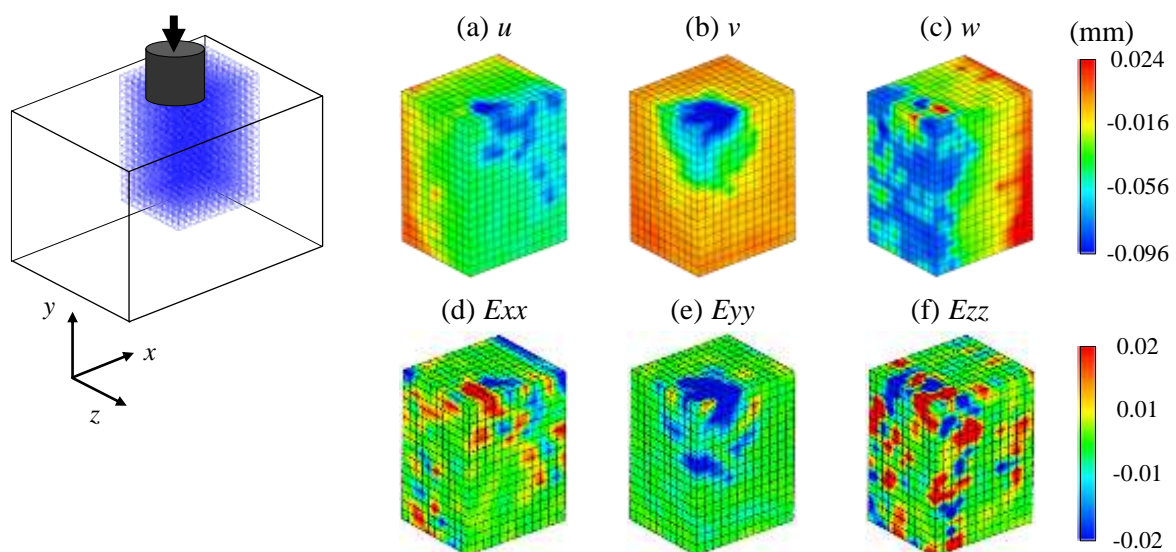 (a) u
(b) v
(c) w
(mm)
0.024
-0.016
-0.056
-0.096
y
x
z
(d) Exx
(e) Eyy
(f) Ezz
0.02
0.01
-0.01
-0.02